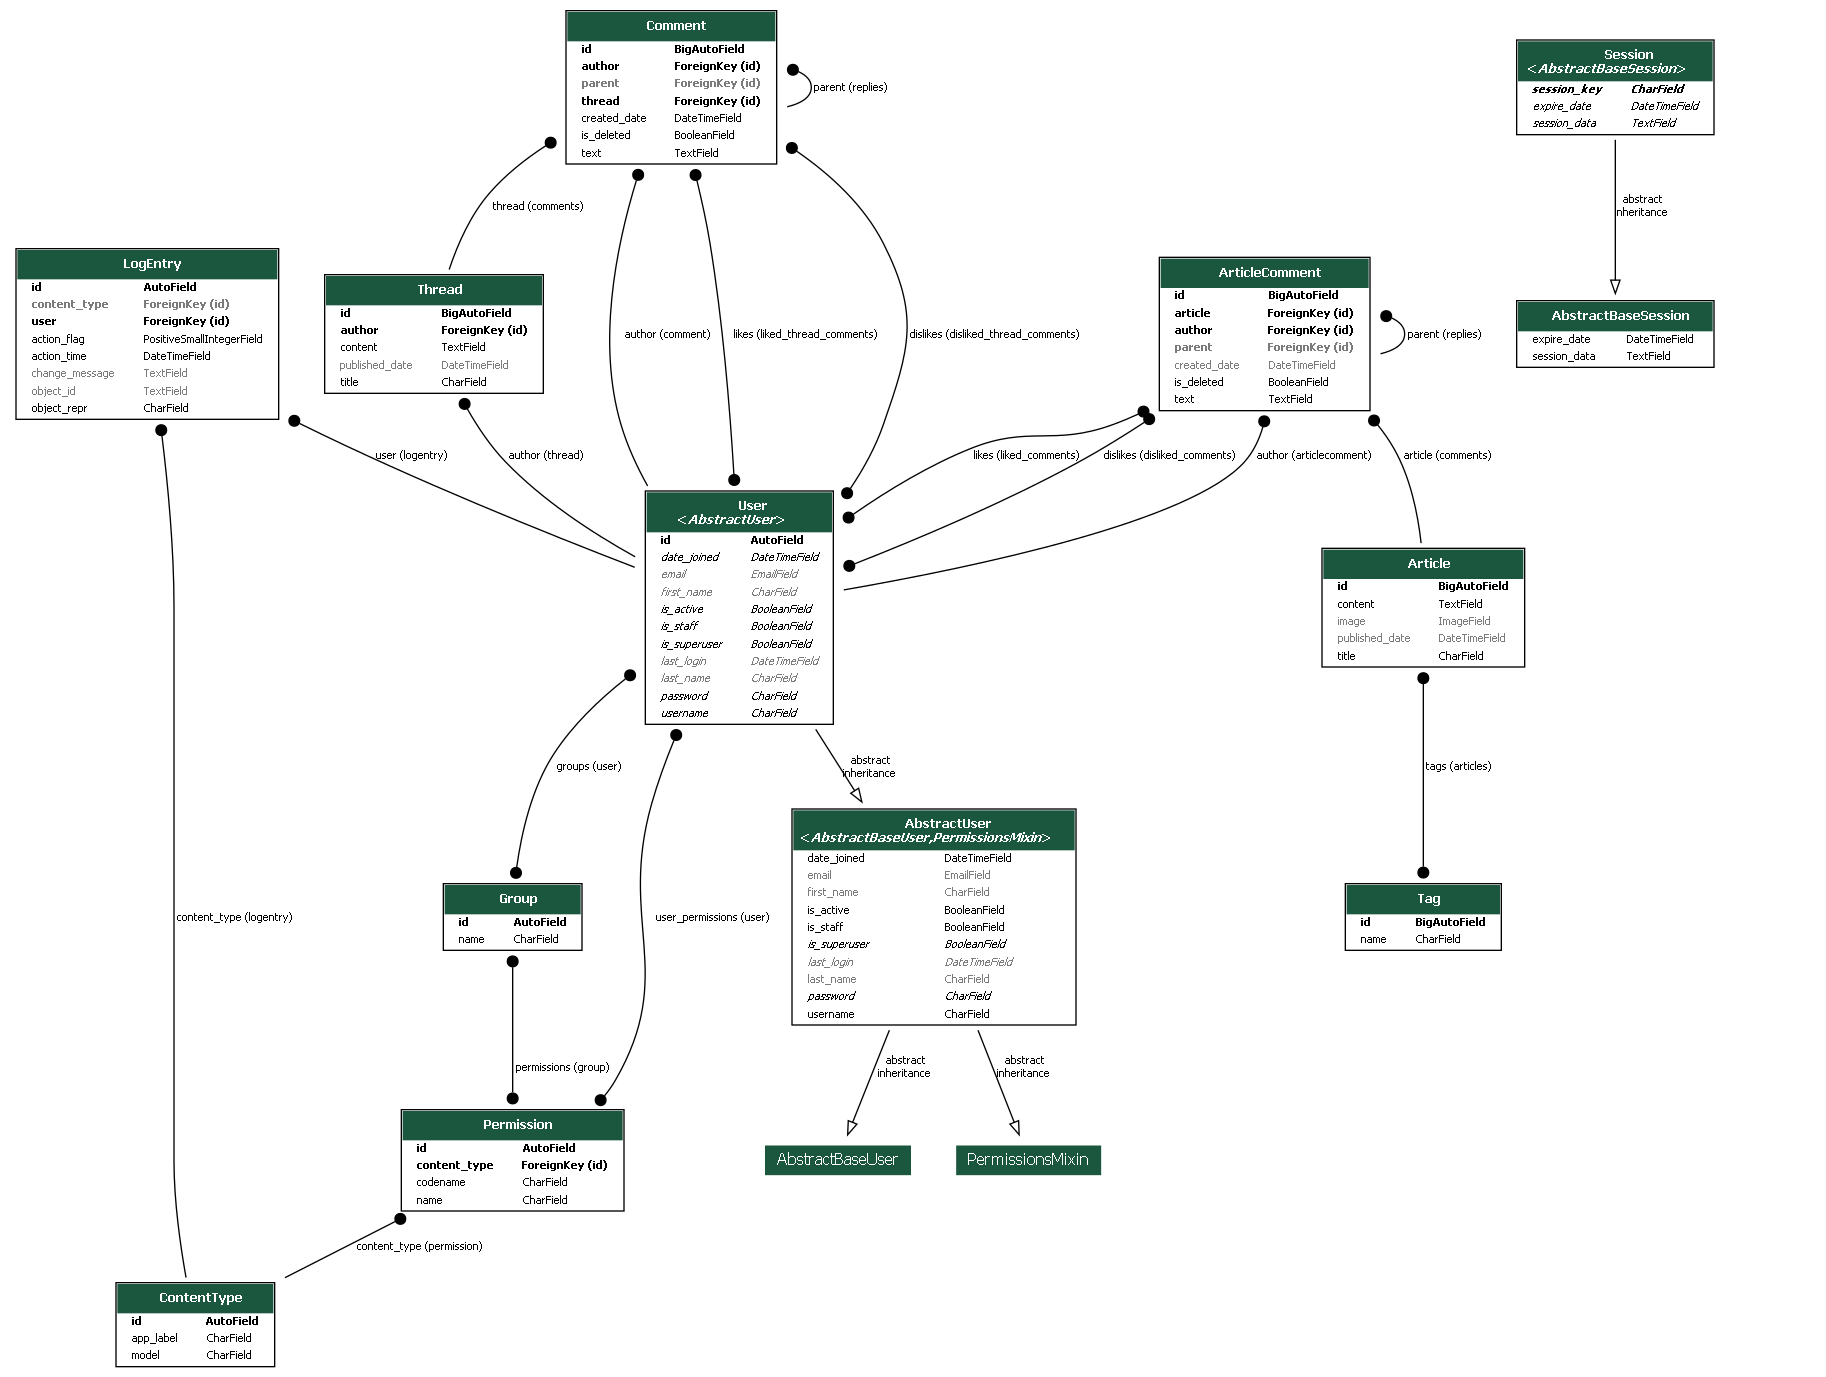 Comment
id BigAutoField
author ForeignKey (id)
parent ForeignKey (id)
thread ForeignKey (id)
created_date DateTimeField
is_deleted BooleanField
text TextField
parent (replies)
Session
<AbstractBaseSession>
session_key CharField
expire_date DateTimeField
session_data TextField
abstract
inheritance
AbstractBaseSession
expire_date DateTimeField
session_data TextField
thread (comments)
LogEntry
id AutoField
content_type ForeignKey (id)
user ForeignKey (id)
action_flag PositiveSmallIntegerField
action_time DateTimeField
change_message TextField
object_id TextField
object_repr CharField
Thread
id BigAutoField
author ForeignKey (id)
content TextField
published_date DateTimeField
title CharField
author (comment)
likes (liked_thread_comments)
dislikes (disliked_thread_comments)
ArticleComment
id BigAutoField
article ForeignKey (id)
author ForeignKey (id)
parent ForeignKey (id)
created_date DateTimeField
is_deleted BooleanField
text TextField
parent (replies)
user (logentry)
author (thread)
likes (liked_comments)
dislikes (disliked_comments)
author (articlecomment)
article (comments)
User
<AbstractUser>
id AutoField
date_joined DateTimeField
email EmailField
first_name CharField
is_active BooleanField
is_staff BooleanField
is_superuser BooleanField
last_login DateTimeField
last_name CharField
password CharField
username CharField
Article
id BigAutoField
content TextField
image ImageField
published_date DateTimeField
title CharField
groups (user)
abstract
inheritance
tags (articles)
AbstractUser
<AbstractBaseUser,PermissionsMixin>
date_joined DateTimeField
email EmailField
first_name CharField
is_active BooleanField
is_staff BooleanField
is_superuser BooleanField
last_login DateTimeField
last_name CharField
password CharField
username CharField
Group
id AutoField
name CharField
Tag
id BigAutoField
name CharField
content_type (logentry)
user_permissions (user)
permissions (group)
abstract
inheritance
abstract
inheritance
Permission
id AutoField
content_type ForeignKey (id)
codename CharField
name CharField
AbstractBaseUser
PermissionsMixin
content_type (permission)
ContentType
id AutoField
app_label CharField
model CharField